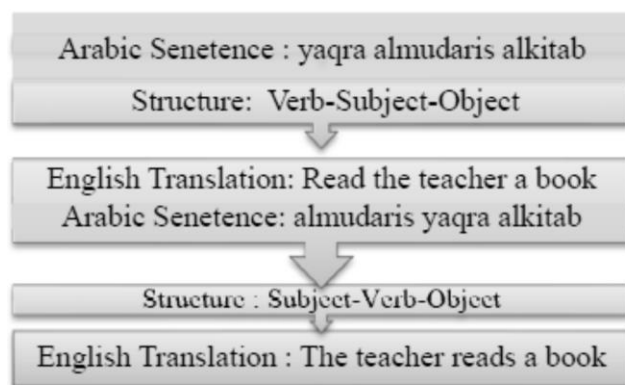 Arabic Senetence : yaqra almudaris alkitab
Structure: Verb-Subject-Object
English Translation: Read the teacher a book
Arabic Senetence: almudaris yaqra alkitab
Structure : Subject-Verb-Object
English Translation : The teacher reads a book